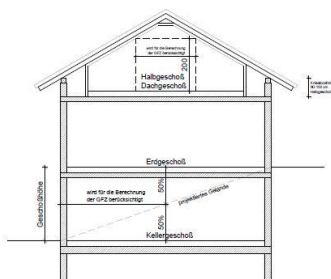 wird für die Berechnung
der GFZ berücksichtigt
200
Halbgeschoß
Dachgeschoß
Erdgeschoß
Geschoßhöhe
50%
wird für die Berechnung
der GFZ berücksichtigt
projektiertes Gelände
50%
Kellergeschoß